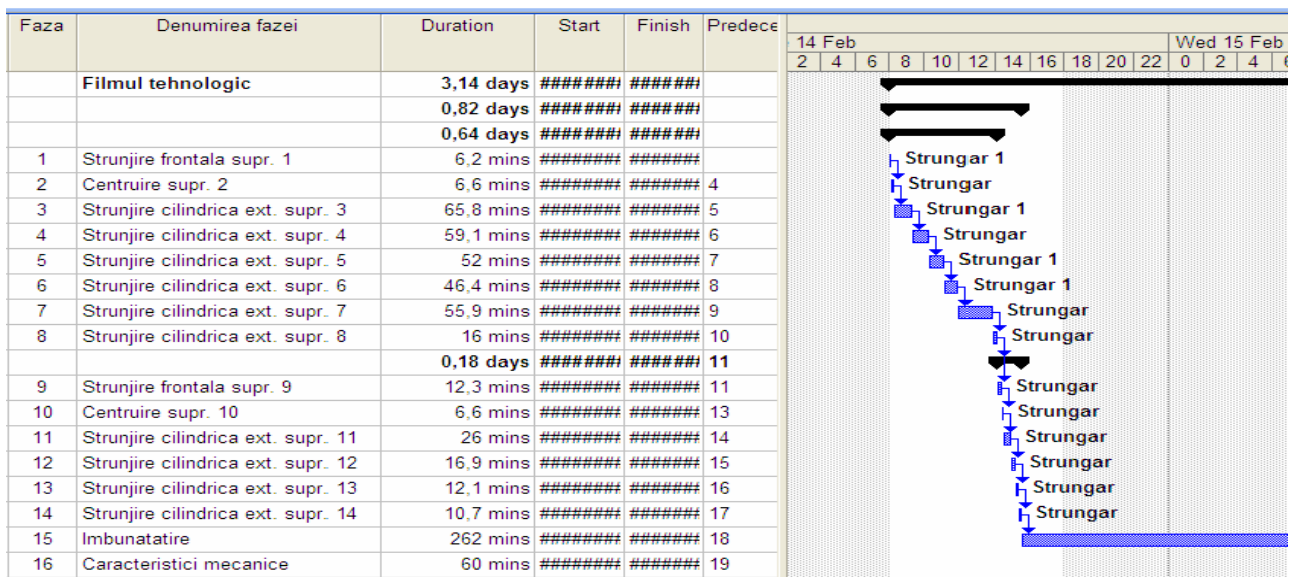 Faza Denumirea fazei Duration Start Finish Predece
14 Feb Wed 15 Feb
2 4 6 8 10 12 14 16 18 20 22 0 2 4
Filmul tehnologic 3,14 days ######## #######
0,82 days ######## #######
0,64 days ######## #######
1 Strunjire frontala supr. 1 6,2 mins ######## ####### Strungar 1
2 Centruire supr. 2 6,6 mins ######## ####### 4 Strungar
3 Strunjire cilindrica ext. supr. 3 65,8 mins ######## ####### 5 Strungar 1
4 Strunjire cilindrica ext. supr. 4 59,1 mins ######## ####### 6 Strungar
5 Strunjire cilindrica ext. supr. 5 52 mins ######## ####### 7 Strungar 1
6 Strunjire cilindrica ext. supr. 6 46,4 mins ######## ####### 8 Strungar 1
7 Strunjire cilindrica ext. supr. 7 55,9 mins ######## ####### 9 Strungar
8 Strunjire cilindrica ext. supr. 8 16 mins ######## ####### 10 Strungar
0,18 days ######## ####### 11
9 Strunjire frontala supr. 9 12,3 mins ######## ####### 11 Strungar
10 Centruire supr. 10 6,6 mins ######## ####### 13 Strungar
11 Strunjire cilindrica ext. supr. 11 26 mins ######## ####### 14 Strungar
12 Strunjire cilindrica ext. supr. 12 16,9 mins ######## ####### 15 Strungar
13 Strunjire cilindrica ext. supr. 13 12,1 mins ######## ####### 16 Strungar
14 Strunjire cilindrica ext. supr. 14 10,7 mins ######## ####### 17 Strungar
15 Imbunatatire 262 mins ######## ####### 18
16 Caracteristici mecanice 60 mins ######## ####### 19